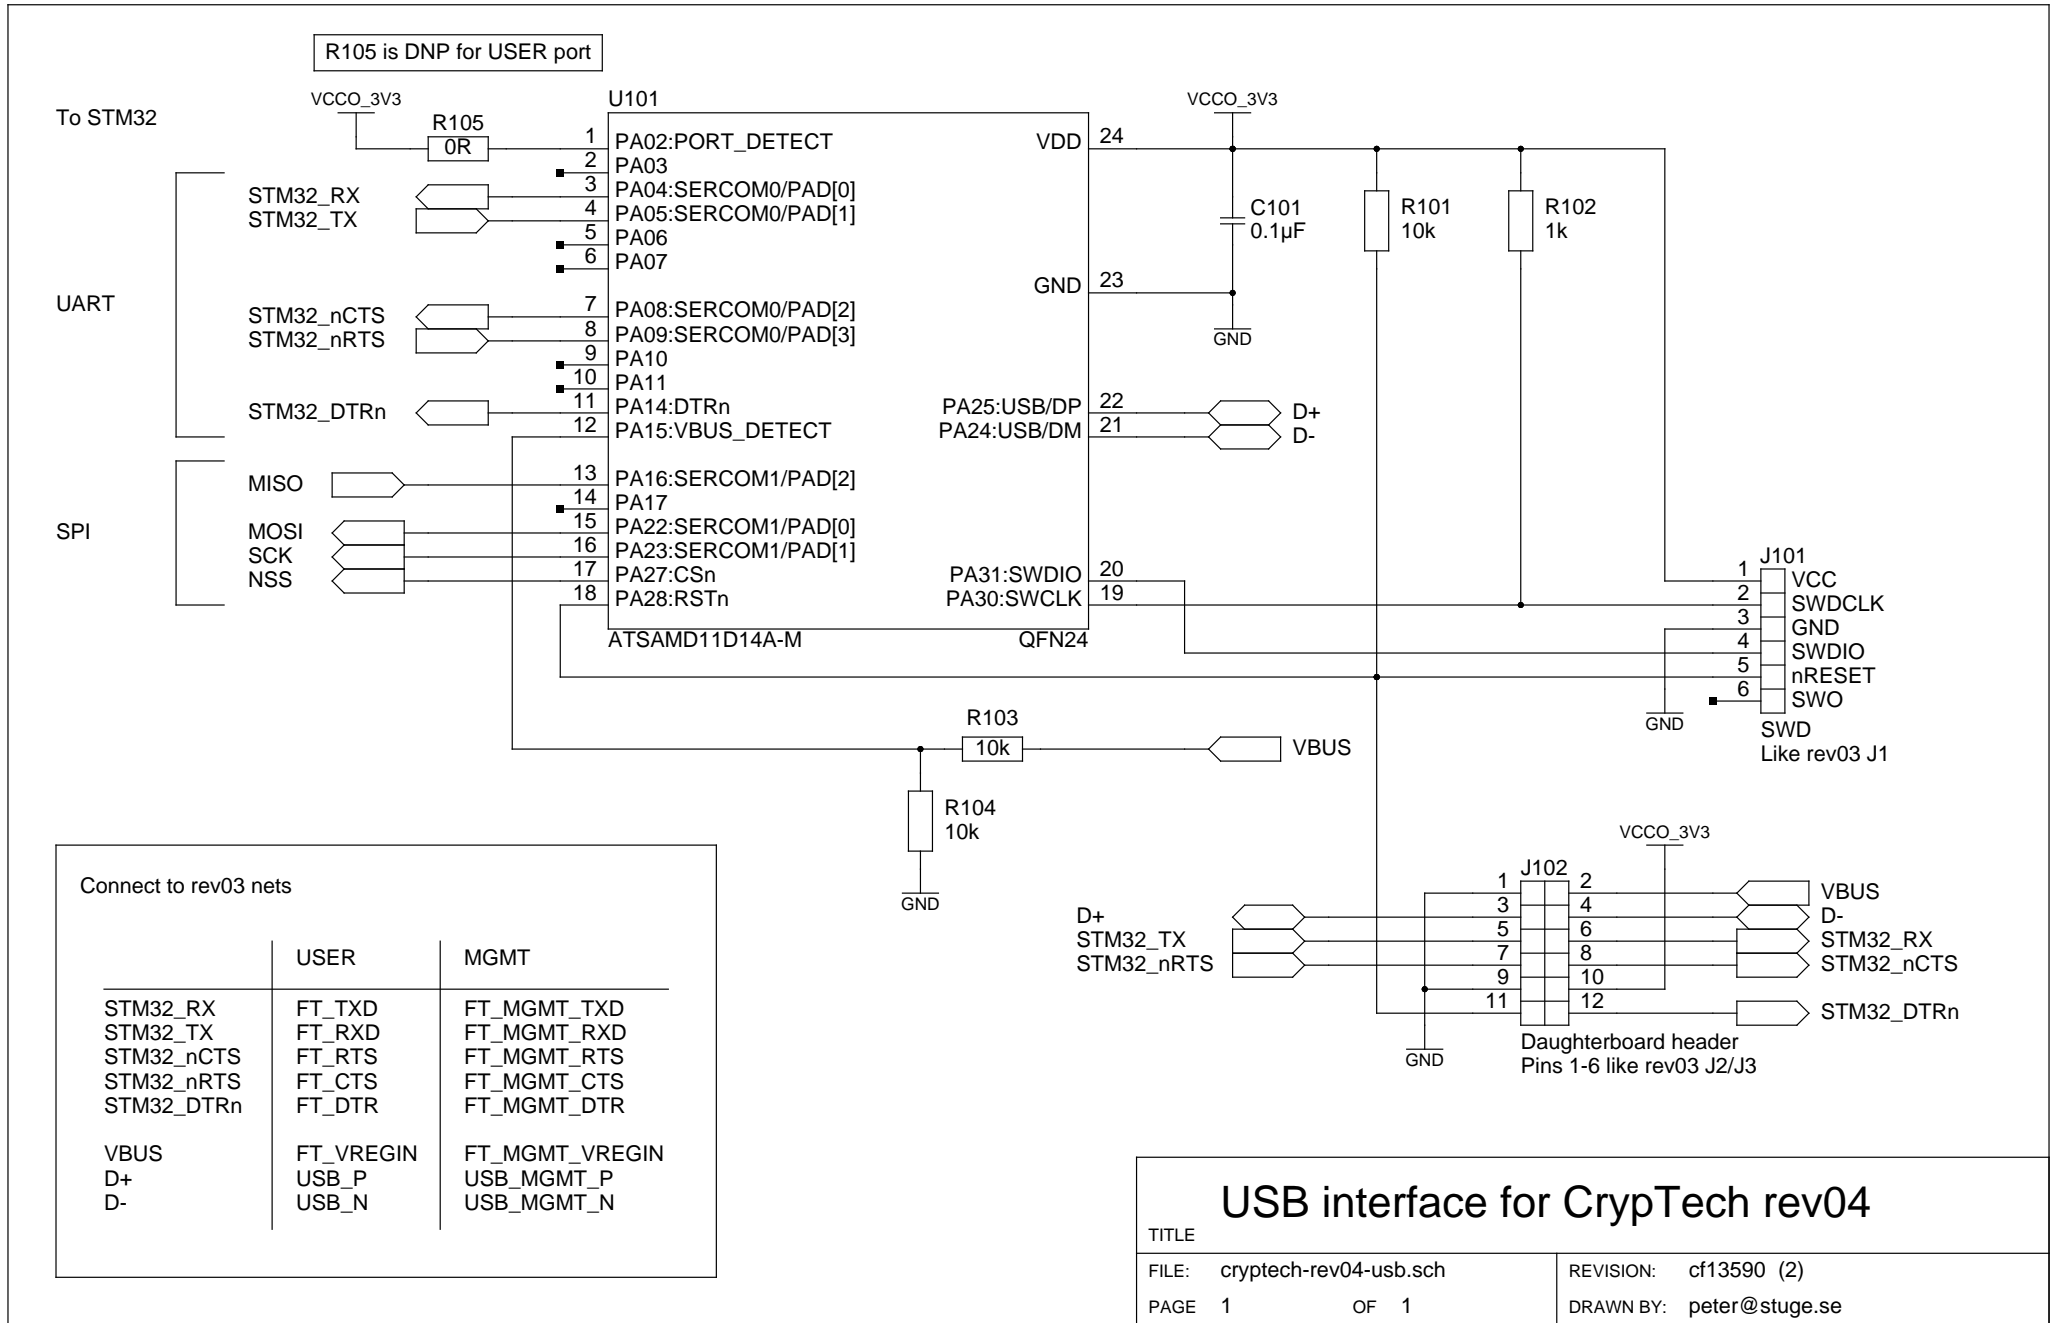 R105 is DNP for USER port
To STM32
VCCO_3V3
R105
0R
U101
1 PA02:PORT_DETECT
2 PA03
3 PA04:SERCOM0/PAD[0]
4 PA05:SERCOM0/PAD[1]
5 PA06
6 PA07
7 PA08:SERCOM0/PAD[2]
8 PA09:SERCOM0/PAD[3]
9 PA10
10 PA11
11 PA14:DTRn
12 PA15:VBUS_DETECT
13 PA16:SERCOM1/PAD[2]
14 PA17
15 PA22:SERCOM1/PAD[0]
16 PA23:SERCOM1/PAD[1]
17 PA27:CSn
18 PA28:RSTn
VDD 24
GND 23
PA25:USB/DP 22
PA24:USB/DM 21
PA31:SWDIO 20
PA30:SWCLK 19
ATSAMD11D14A-M QFN24
UART
STM32_RX
STM32_TX
STM32_nCTS
STM32_nRTS
STM32_DTRn
SPI
MISO
MOSI
SCK
NSS
VCCO_3V3
C101
0.1µF
R101
10k
R102
1k
GND
D+
D-
J101
1 VCC
2 SWDCLK
3 GND
4 SWDIO
5 nRESET
6 SWO
GND
SWD
Like rev03 J1
R103
10k
VBUS
R104
10k
GND
VCCO_3V3
J102
1 2 VBUS
D+ 3 4 D-
STM32_TX 5 6 STM32_RX
STM32_nRTS 7 8 STM32_nCTS
9 10
11 12 STM32_DTRn
GND
Daughterboard header
Pins 1-6 like rev03 J2/J3
Connect to rev03 nets
USER MGMT
STM32_RX FT_TXD FT_MGMT_TXD
STM32_TX FT_RXD FT_MGMT_RXD
STM32_nCTS FT_RTS FT_MGMT_RTS
STM32_nRTS FT_CTS FT_MGMT_CTS
STM32_DTRn FT_DTR FT_MGMT_DTR
VBUS FT_VREGIN FT_MGMT_VREGIN
D+ USB_P USB_MGMT_P
D- USB_N USB_MGMT_N
USB interface for CrypTech rev04
TITLE
FILE: cryptech-rev04-usb.sch REVISION: cf13590 (2)
PAGE 1 OF 1 DRAWN BY: peter@stuge.se